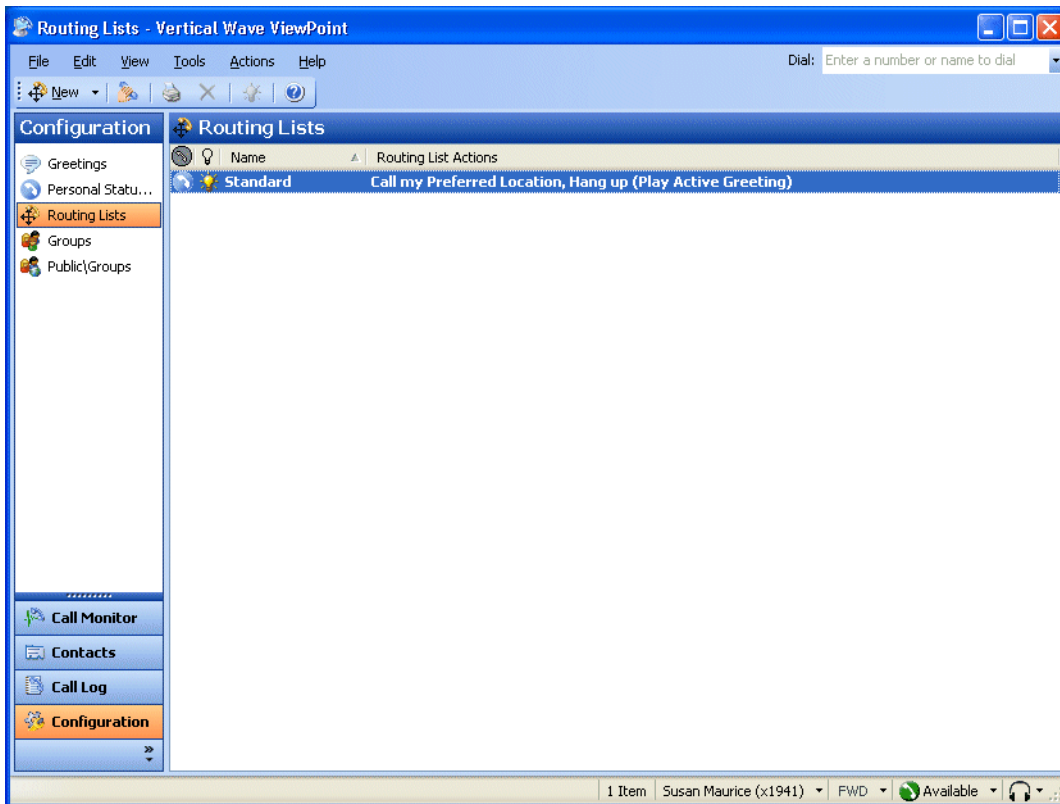 Routing Lists - Vertical Wave ViewPoint
File Edit View Tools Actions Help Dial: Enter a number or name to dial
New
Configuration
Greetings
Personal Statu...
Routing Lists
Groups
Public\Groups
Call Monitor
Contacts
Call Log
Configuration
Routing Lists
Name Routing List Actions
Standard Call my Preferred Location, Hang up (Play Active Greeting)
1 Item Susan Maurice (x1941) FWD Available